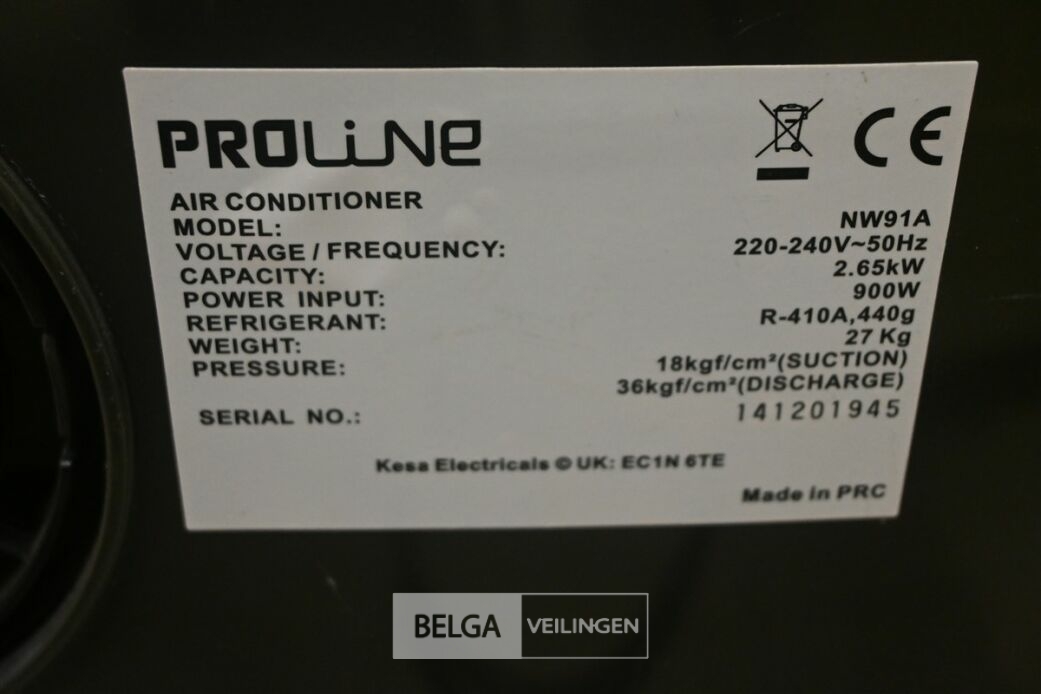 PROLINE
CE
AIR CONDITIONER
MODEL: NW91A
VOLTAGE / FREQUENCY: 220-240V~50Hz
CAPACITY: 2.65kW
POWER INPUT: 900W
REFRIGERANT: R-410A,440g
WEIGHT: 27 Kg
PRESSURE: 18kgf/cm²(SUCTION)
36kgf/cm²(DISCHARGE)
SERIAL NO.: 141201945
Kesa Electricals © UK: EC1N 6TE
Made in PRC
BELGA VEILINGEN